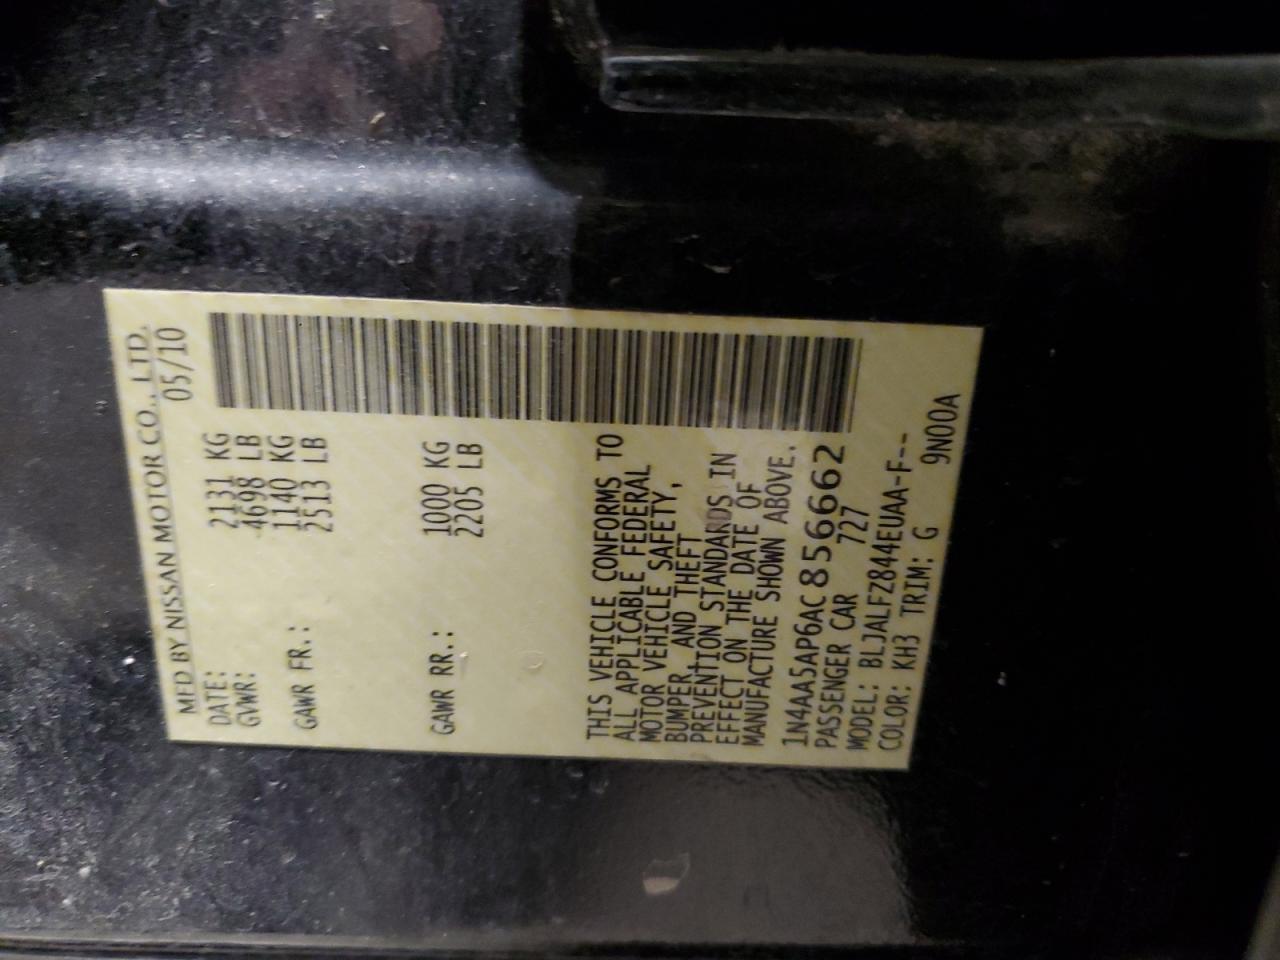 MFD BY NISSAN MOTOR CO., LTD.
DATE: 05/10
GVWR: 2131 KG
4698 LB
GAWR FR.: 1140 KG
2513 LB
GAWR RR.: 1000 KG
2205 LB
THIS VEHICLE CONFORMS TO
ALL APPLICABLE FEDERAL
MOTOR VEHICLE SAFETY,
BUMPER, AND THEFT
PREVENTION STANDARDS IN
EFFECT ON THE DATE OF
MANUFACTURE SHOWN ABOVE.
1N4AA5AP6AC856662
PASSENGER CAR 727
MODEL: BLJALFZ844EUAA-F--
COLOR: KH3 TRIM: G 9N00A